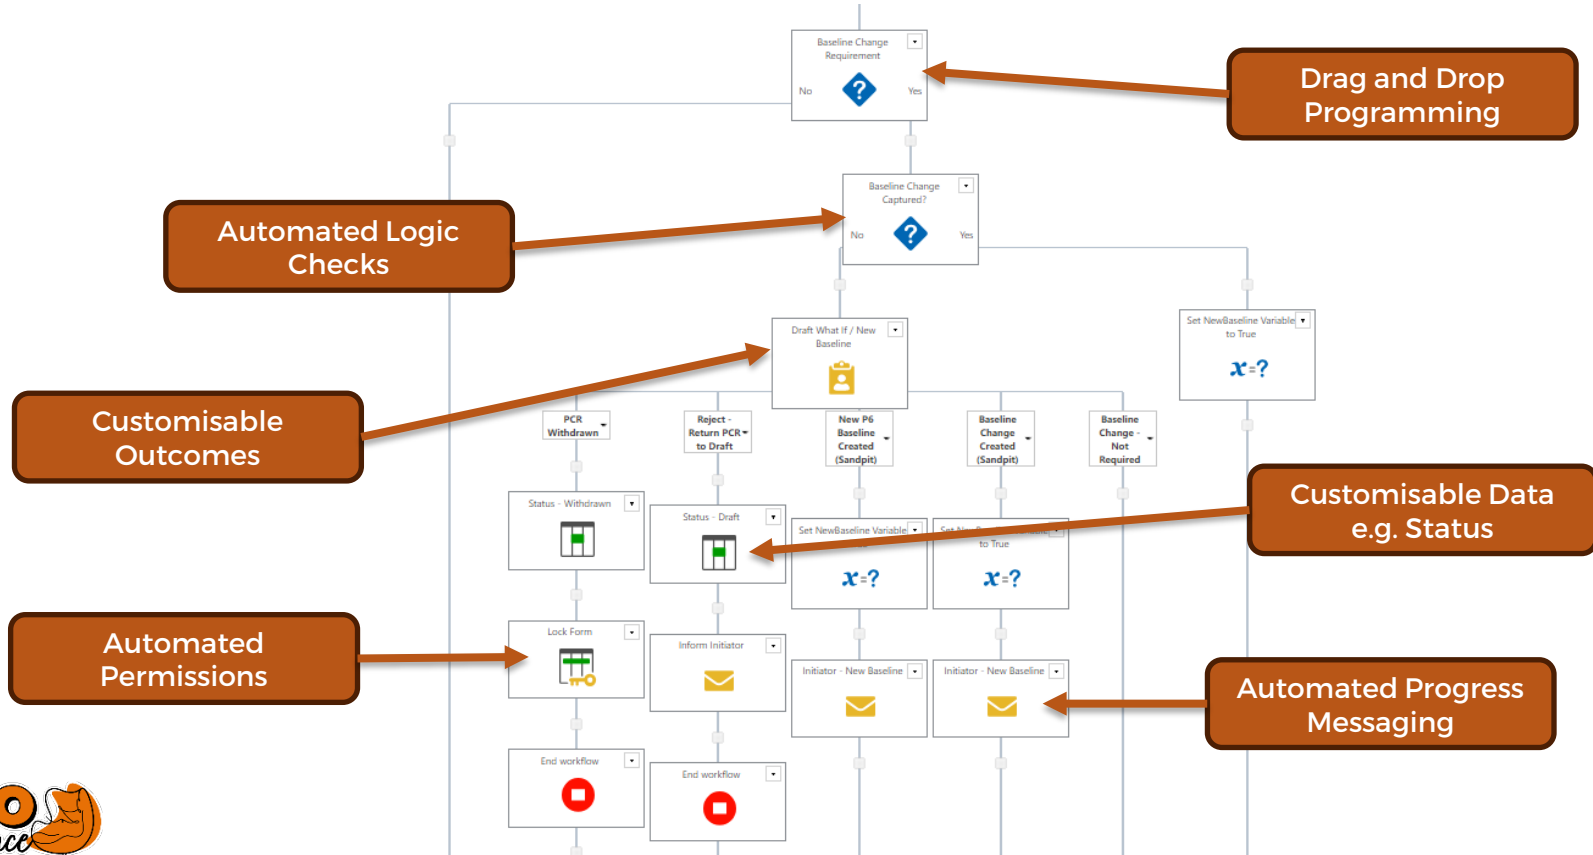 Baseline Change
Requirement
No
Yes
Drag and Drop
Programming
Baseline Change
Captured?
No
Yes
Automated Logic
Checks
Draft What If / New
Baseline
Set NewBaseline Variable
to True
x=?
Customisable
Outcomes
PCR
Withdrawn
Reject -
Return PCR
to Draft
New P6
Baseline
Created
(Sandpit)
Baseline
Change
Created
(Sandpit)
Baseline
Change -
Not
Required
Customisable Data
e.g. Status
Status - Withdrawn
Status - Draft
Set NewBaseline Variable
x=?
to True
x=?
Automated
Permissions
Lock Form
Inform Initiator
Initiator - New Baseline
Initiator - New Baseline
Automated Progress
Messaging
End workflow
End workflow